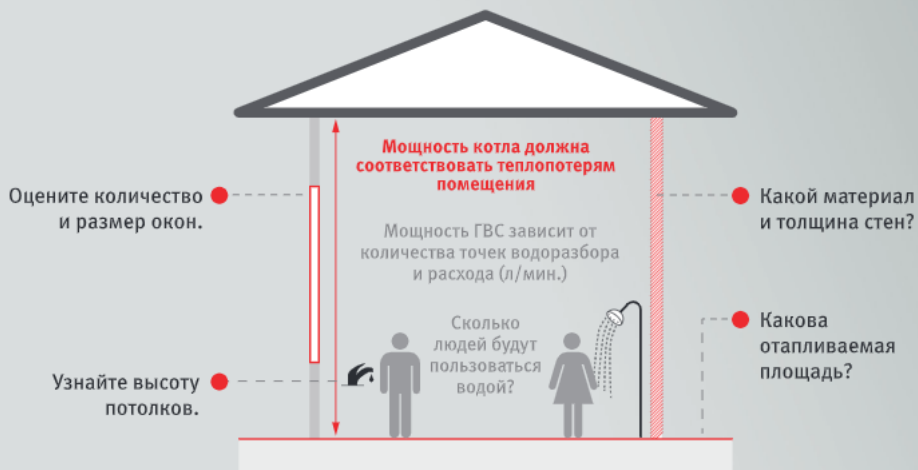 Мощность котла должна
соответствовать теплопотерям
помещения
Оцените количество
и размер окон.
Какой материал
и толщина стен?
Мощность ГВС зависит от
количества точек водоразбора
и расхода (л/мин.)
Сколько
людей будут
пользоваться
водой?
Узнайте высоту
потолков.
Какова
отапливаемая
площадь?